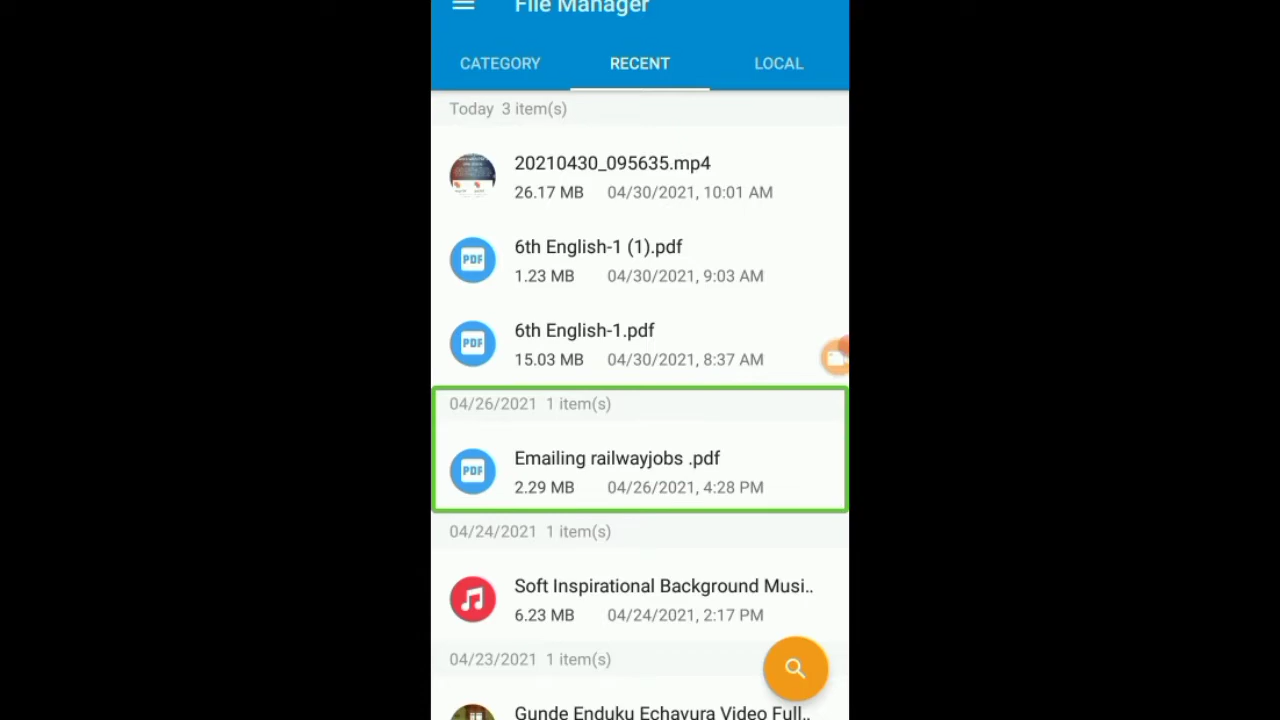 File Manager
CATEGORY RECENT LOCAL
Today 3 item(s)
20210430_095635.mp4
26.17 MB 04/30/2021, 10:01 AM
PDF
6th English-1 (1).pdf
1.23 MB 04/30/2021, 9:03 AM
PDF
6th English-1.pdf
15.03 MB 04/30/2021, 8:37 AM
04/26/2021 1 item(s)
PDF
Emailing railwayjobs .pdf
2.29 MB 04/26/2021, 4:28 PM
04/24/2021 1 item(s)
Soft Inspirational Background Musi..
6.23 MB 04/24/2021, 2:17 PM
04/23/2021 1 item(s)
Gunde Enduku Echavura Video Full..